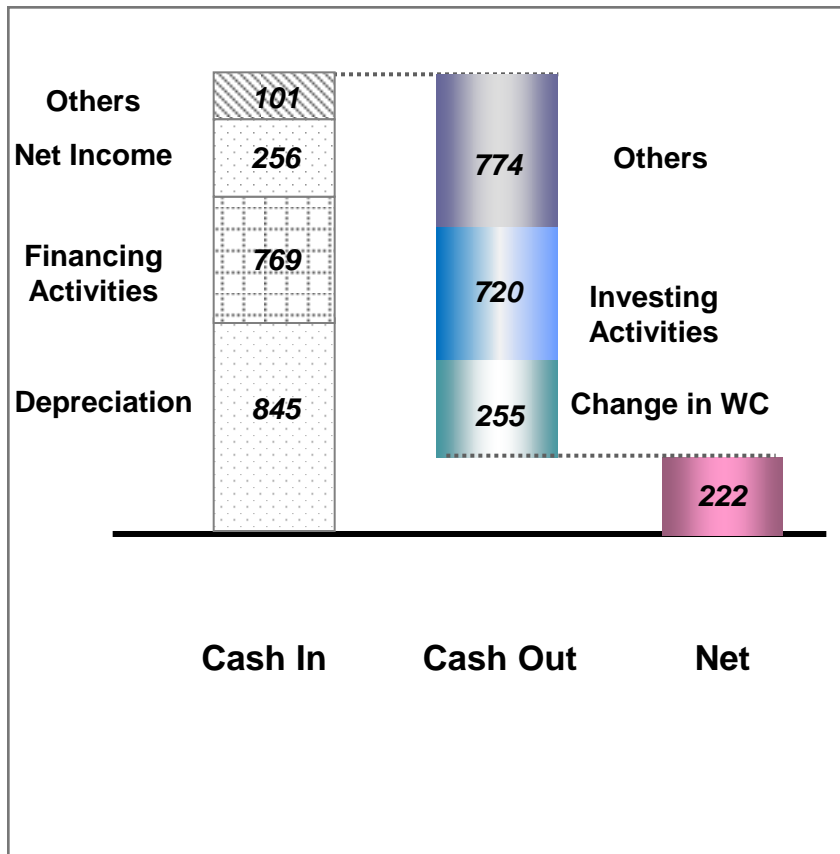 Others
101
Net Income
256
Financing
Activities
769
Depreciation
845
774
Others
720
Investing
Activities
255
Change in WC
222
Cash In
Cash Out
Net